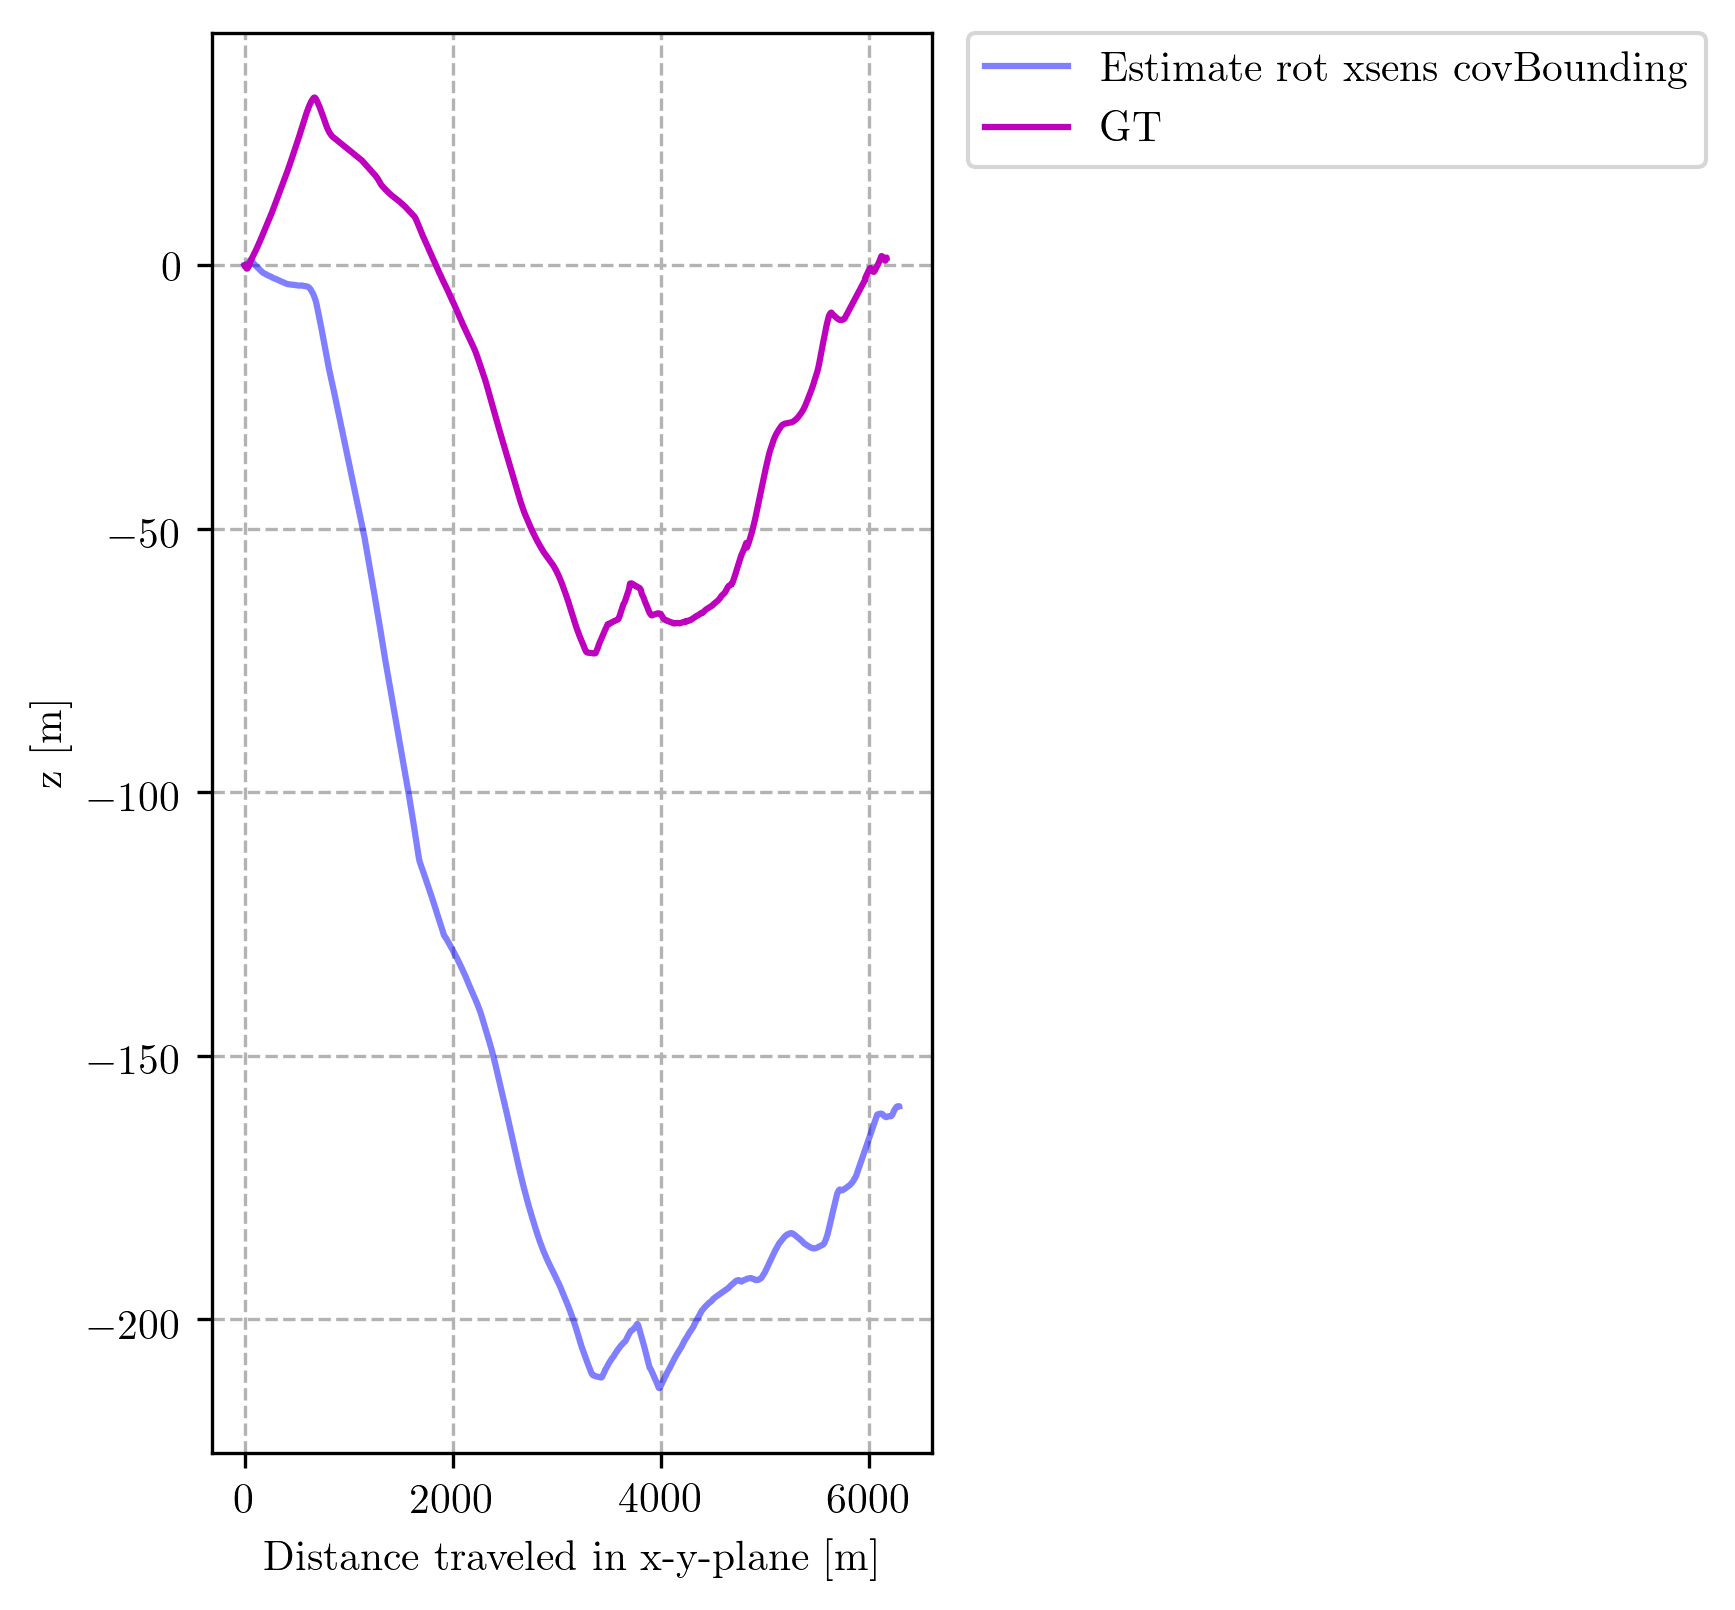 Estimate rot xsens covBounding
GT
0
−50
−100
−150
−200
z [m]
0 2000 4000 6000
Distance traveled in x-y-plane [m]